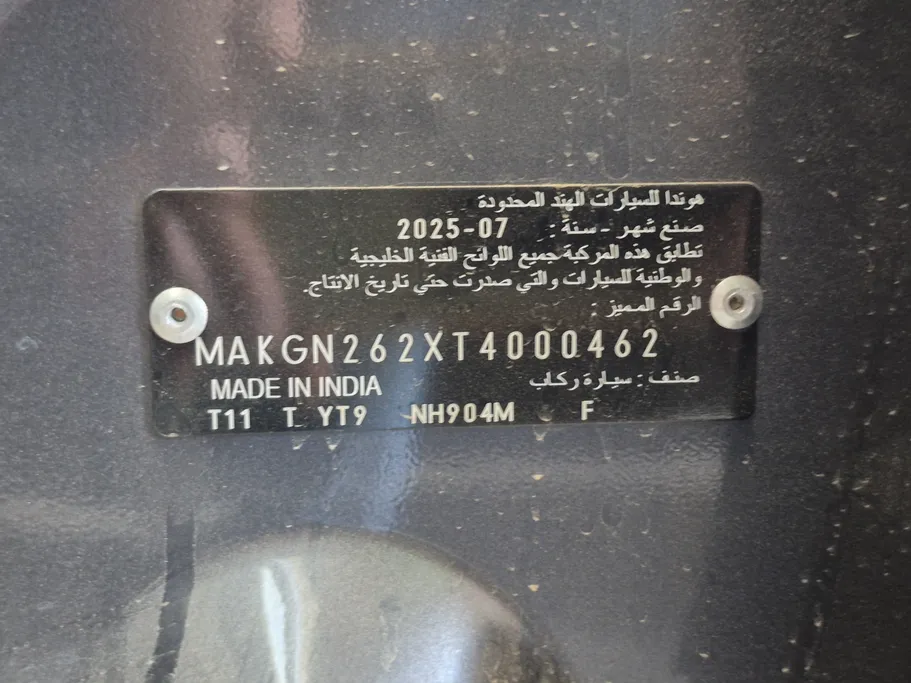 هوندا للسيارات الهند المحدودة
صنع شهر - سنة : 2025-07
تطابق هذه المركبة جميع اللوائح الفنية الخليجية
والوطنية للسيارات والتي صدرت حتي تاريخ الانتاج.
الرقم المميز :
MAKGN262XT4000462
MADE IN INDIA صنف : سيارة ركاب
T11 T YT9 NH904M F